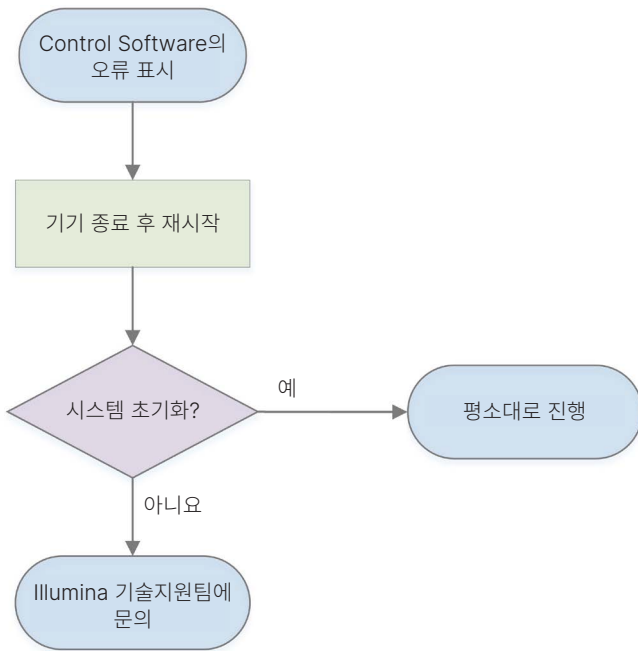 Control Software의
오류 표시
기기 종료 후 재시작
시스템 초기화?
예
평소대로 진행
아니요
Illumina 기술지원팀에
문의